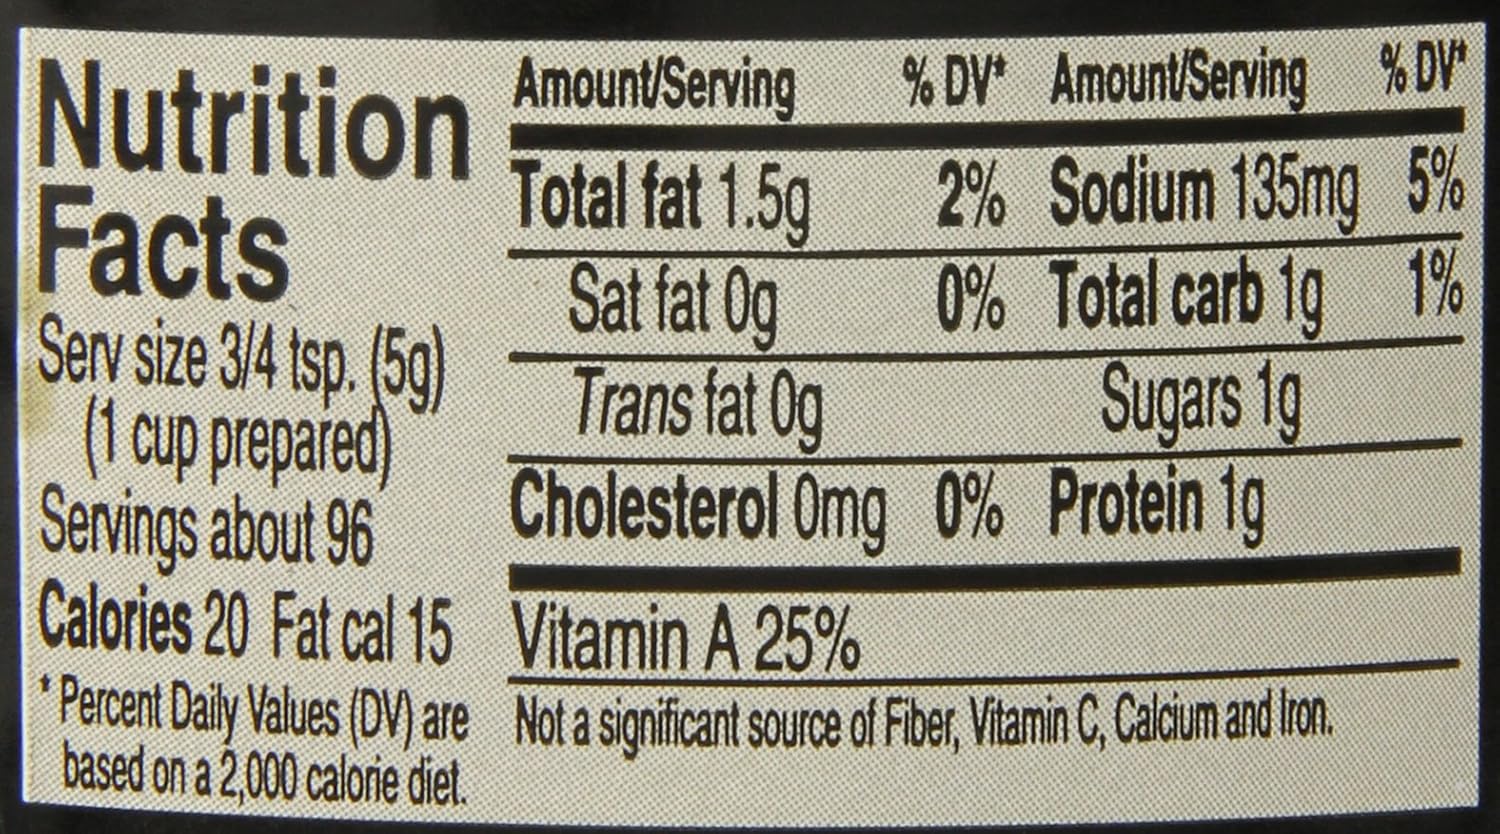 Nutrition
Facts
Serv size 3/4 tsp. (5g)
(1 cup prepared)
Servings about 96
Calories 20 Fat cal 15
* Percent Daily Values (DV) are
based on a 2,000 calorie diet.
Amount/Serving % DV* Amount/Serving % DV*
Total fat 1.5g 2% Sodium 135mg 5%
Sat fat 0g 0% Total carb 1g 1%
Trans fat 0g Sugars 1g
Cholesterol 0mg 0% Protein 1g
Vitamin A 25%
Not a significant source of Fiber, Vitamin C, Calcium and Iron.